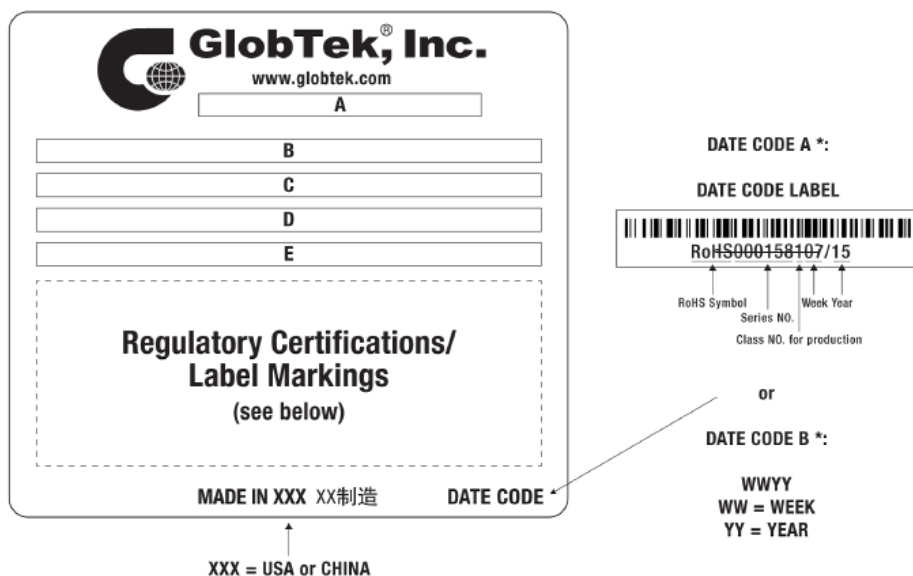 GlobTek®, Inc.
www.globtek.com
A
B
C
D
E
Regulatory Certifications/
Label Markings
(see below)
MADE IN XXX XX制造 DATE CODE
XXX = USA or CHINA
DATE CODE A *:
DATE CODE LABEL
RoHS000158107/15
RoHS Symbol
Week Year
Series NO.
Class NO. for production
or
DATE CODE B *:
WWYY
WW = WEEK
YY = YEAR